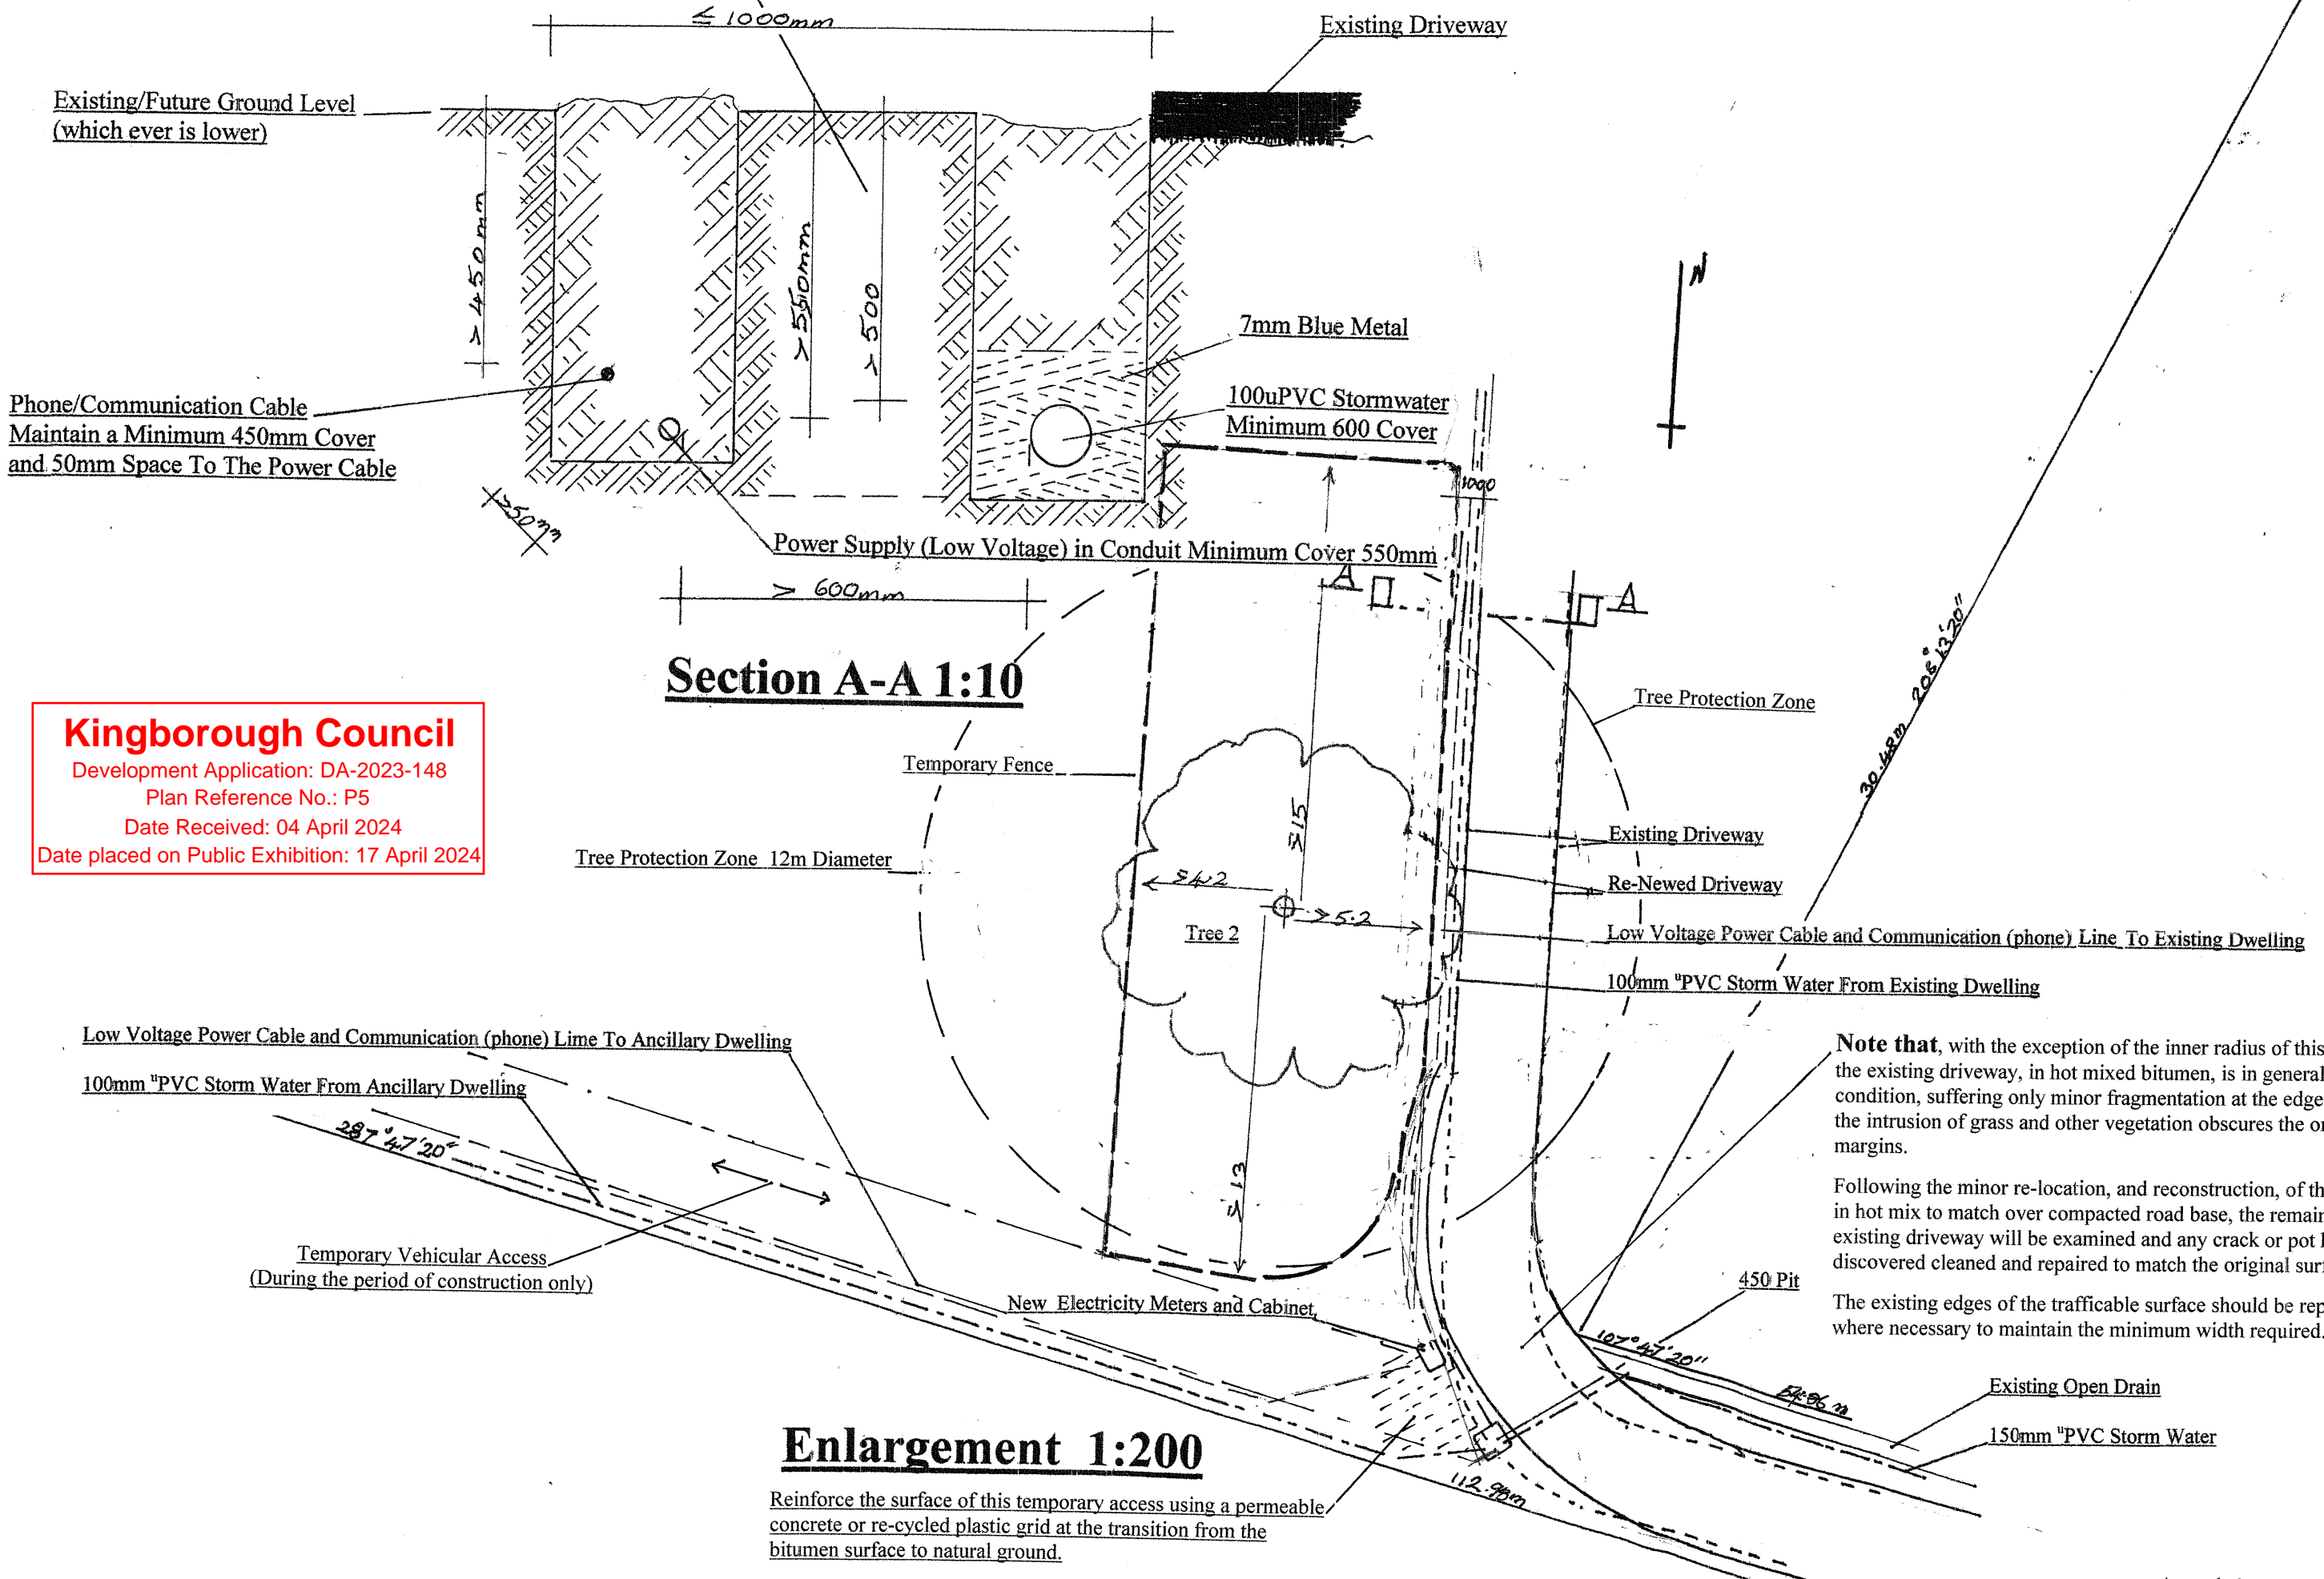 ≤ 1000mm
Existing Driveway
Existing/Future Ground Level
(which ever is lower)
> 450mm
> 550mm
> 500
N
7mm Blue Metal
100uPVC Stormwater
Minimum 600 Cover
Phone/Communication Cable
Maintain a Minimum 450mm Cover
and 50mm Space To The Power Cable
1000
>50mm
Power Supply (Low Voltage) in Conduit Minimum Cover 550mm
A
A
> 600mm
Section A-A 1:10
30.48m 205°13'20"
Tree Protection Zone
Kingborough Council
Development Application: DA-2023-148
Plan Reference No.: P5
Date Received: 04 April 2024
Date placed on Public Exhibition: 17 April 2024
Temporary Fence
≥15
Existing Driveway
Tree Protection Zone 12m Diameter
Re-Newed Driveway
≥4.2
>5.2
Tree 2
Low Voltage Power Cable and Communication (phone) Line To Existing Dwelling
100mm "PVC Storm Water From Existing Dwelling
Low Voltage Power Cable and Communication (phone) Lime To Ancillary Dwelling
100mm "PVC Storm Water From Ancillary Dwelling
287°47'20"
≥13
Note that, with the exception of the inner radius of this
the existing driveway, in hot mixed bitumen, is in general
condition, suffering only minor fragmentation at the edge
the intrusion of grass and other vegetation obscures the or
margins.
Following the minor re-location, and reconstruction, of th
in hot mix to match over compacted road base, the remain
existing driveway will be examined and any crack or pot
discovered cleaned and repaired to match the original sur
The existing edges of the trafficable surface should be rep
where necessary to maintain the minimum width required.
Temporary Vehicular Access
(During the period of construction only)
450 Pit
New Electricity Meters and Cabinet
107°47'20"
54.86m
Existing Open Drain
150mm "PVC Storm Water
Enlargement 1:200
112.98m
Reinforce the surface of this temporary access using a permeable
concrete or re-cycled plastic grid at the transition from the
bitumen surface to natural ground.